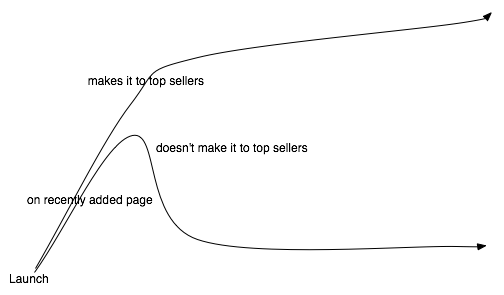 makes it to top sellers
doesn't make it to top sellers
on recently added page
Launch